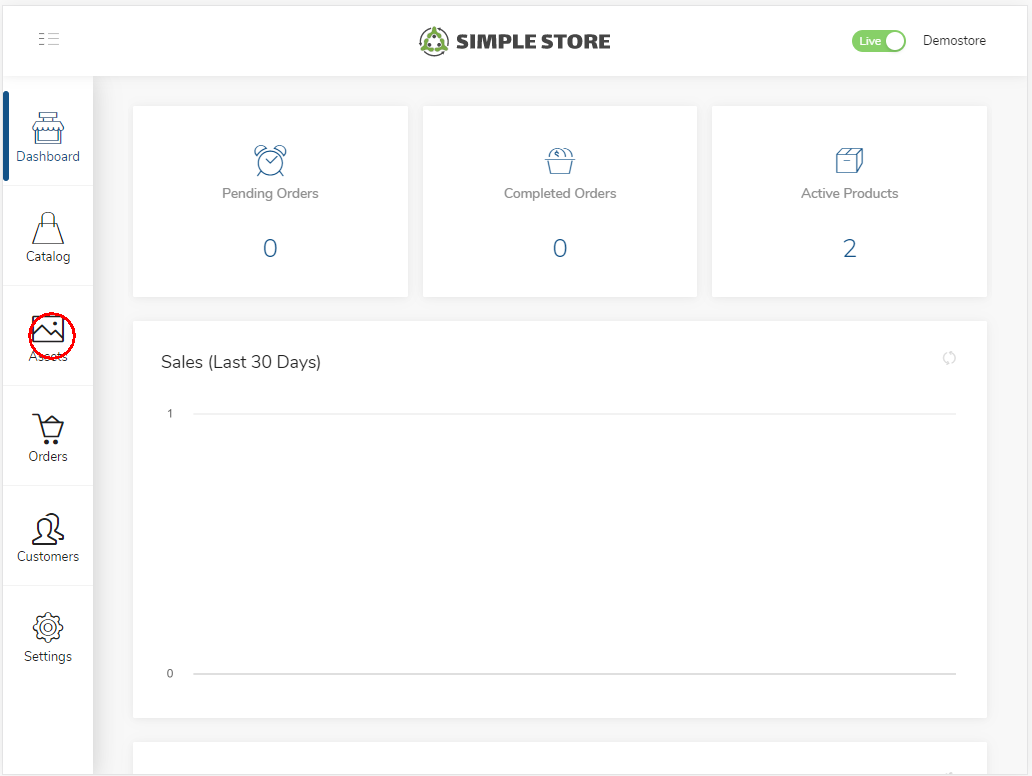 SIMPLE STORE
Live
Demostore
Dashboard
Catalog
Assets
Orders
Customers
Settings
Pending Orders
0
Completed Orders
0
Active Products
2
Sales (Last 30 Days)
1
0